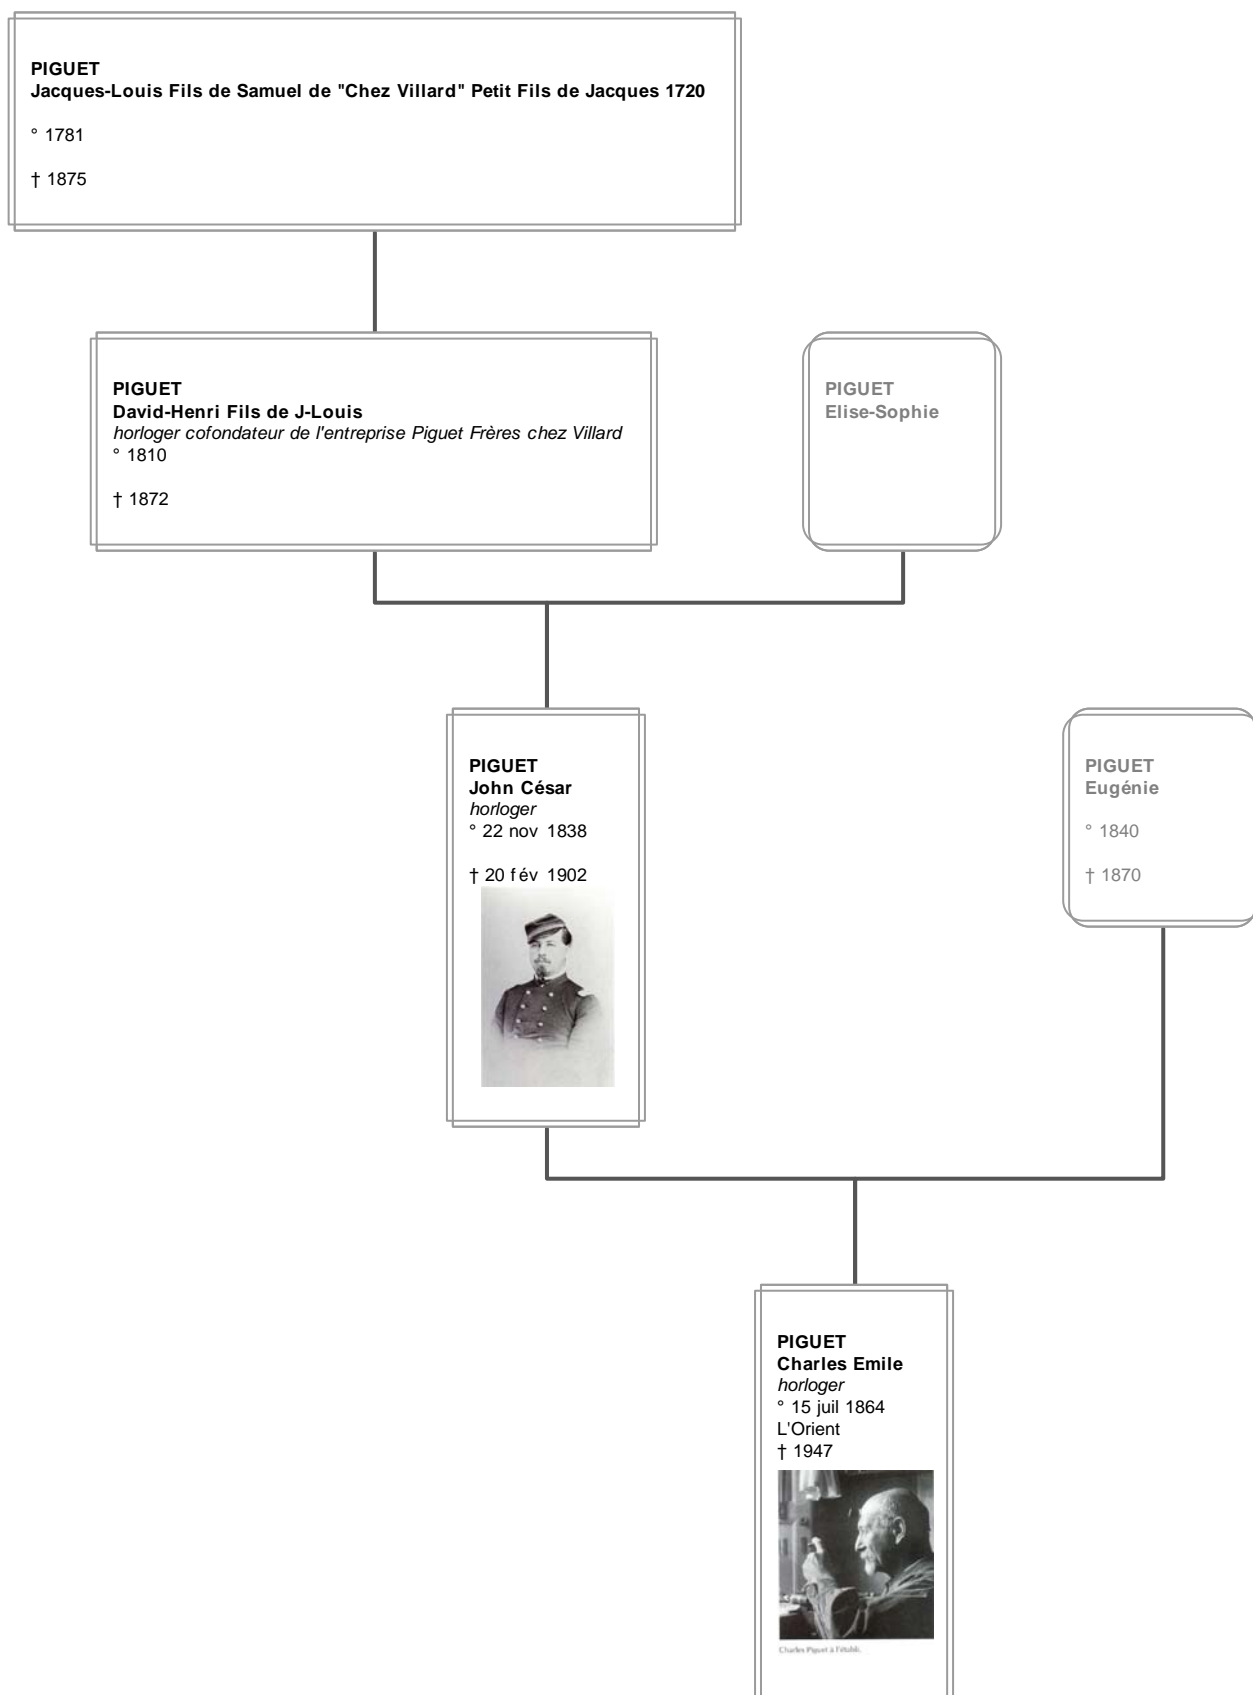 PIGUET
Jacques-Louis Fils de Samuel de "Chez Villard" Petit Fils de Jacques 1720
° 1781
† 1875
PIGUET
David-Henri Fils de J-Louis
horloger cofondateur de l'entreprise Piguet Frères chez Villard
° 1810
† 1872
PIGUET
Elise-Sophie
PIGUET
John César
horloger
° 22 nov 1838
† 20 fév 1902
PIGUET
Eugénie
° 1840
† 1870
PIGUET
Charles Emile
horloger
° 15 juil 1864
L'Orient
† 1947
Charles Piguet à l'établi.